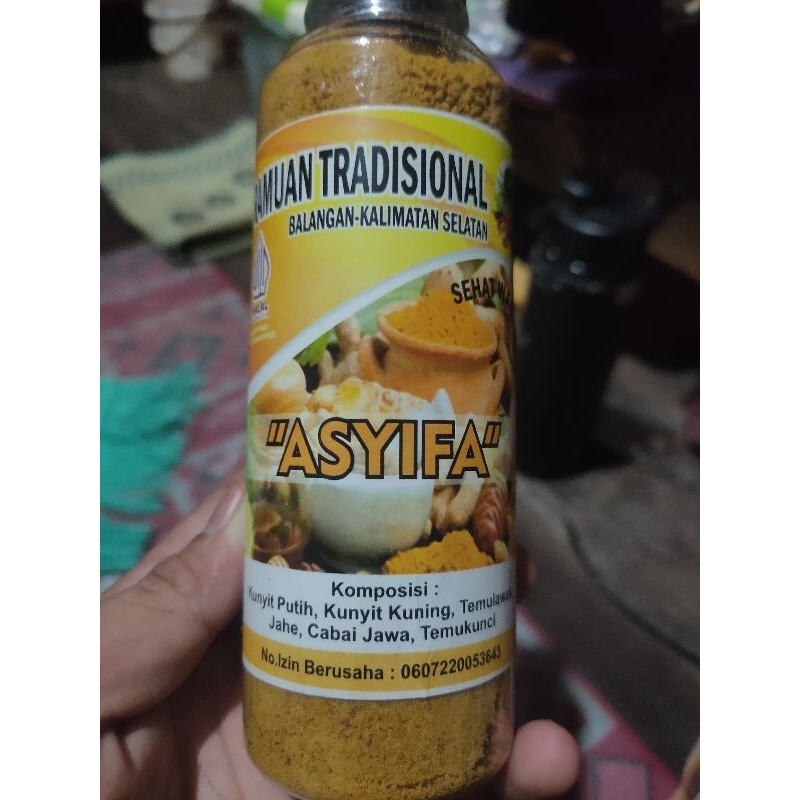 RAMUAN TRADISIONAL
BALANGAN-KALIMATAN SELATAN
SEHAT
"ASYIFA"
Komposisi :
Kunyit Putih, Kunyit Kuning, Temulawak,
Jahe, Cabai Jawa, Temukunci
No.Izin Berusaha : 0607220053643